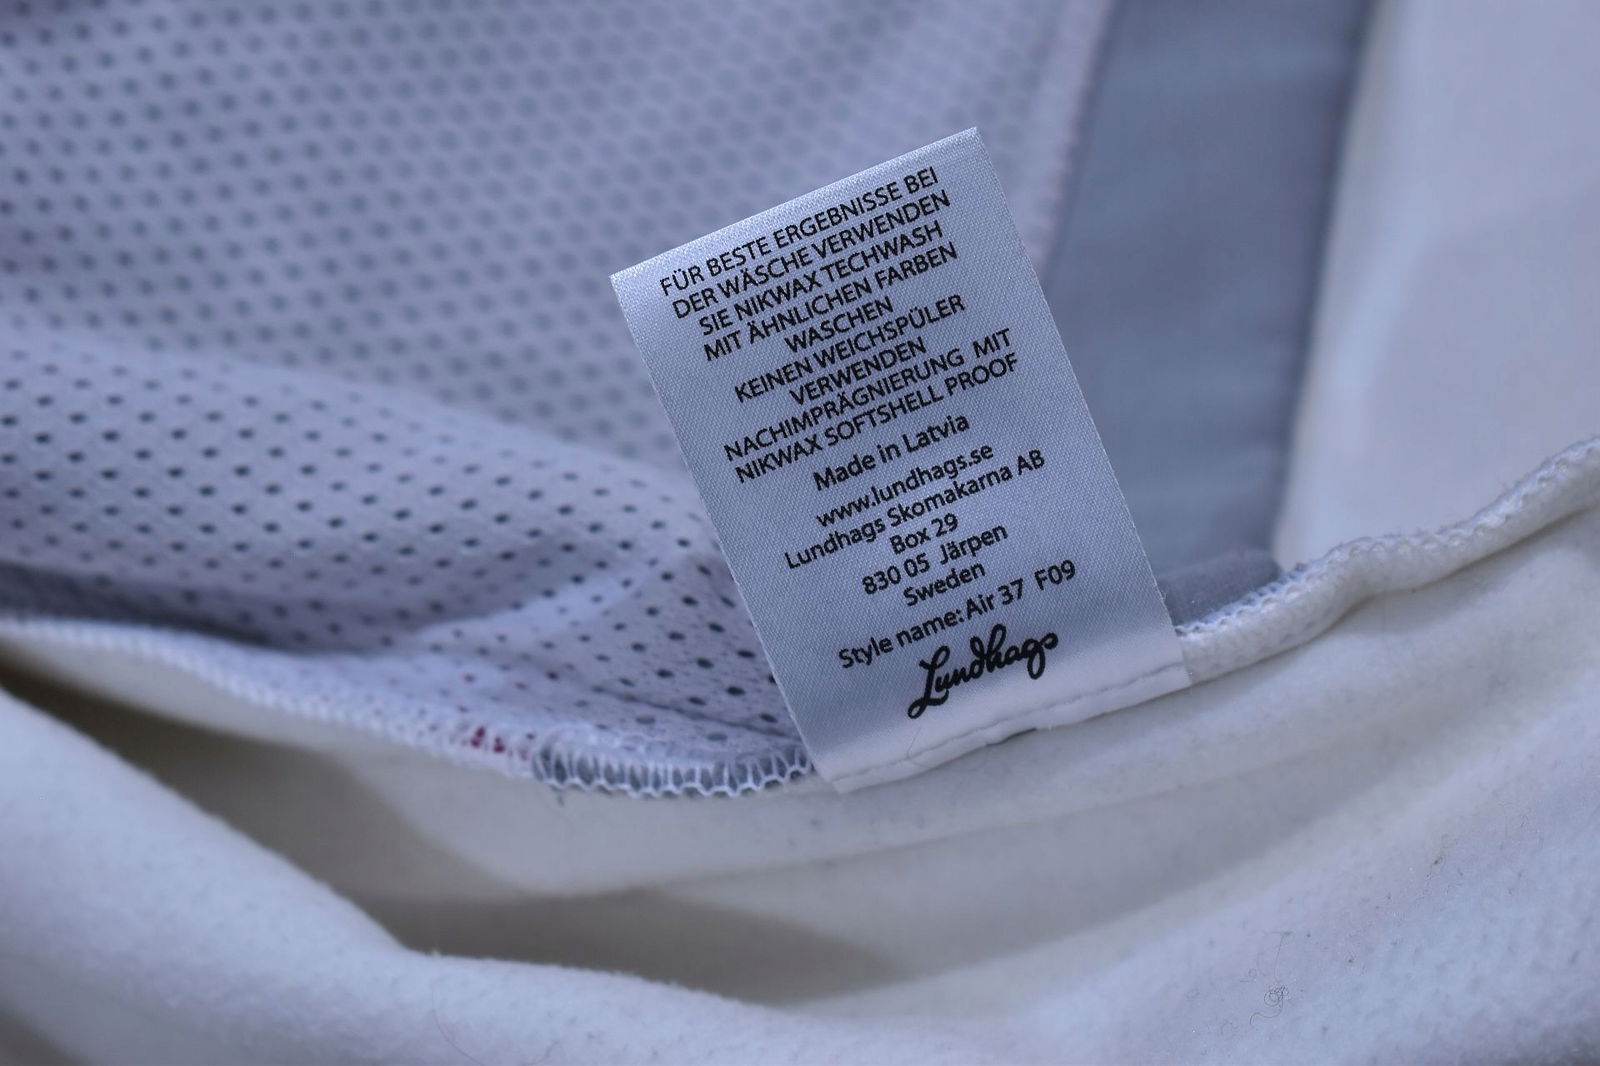 FÜR BESTE ERGEBNISSE BEI
DER WÄSCHE VERWENDEN
SIE NIKWAX TECHWASH
MIT ÄHNLICHEN FARBEN
WASCHEN
KEINEN WEICHSPÜLER
VERWENDEN
NACHIMPRÄGNIERUNG MIT
NIKWAX SOFTSHELL PROOF
Made in Latvia
www.lundhags.se
Lundhags Skomakarna AB
Box 29
830 05 Järpen
Sweden
Style name: Air 37 F09
Lundhags